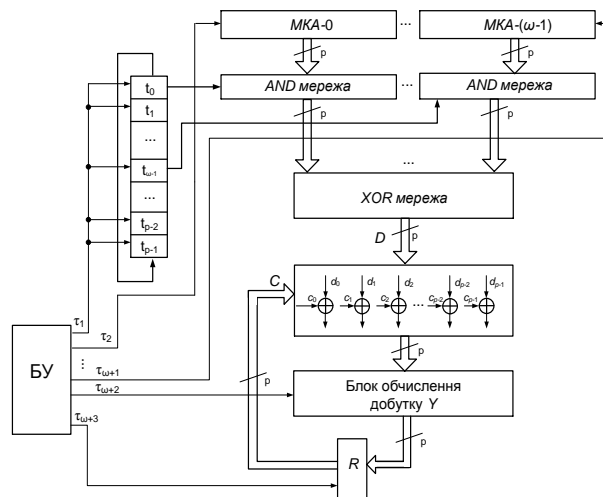 МКА-0 ... МКА-(ω-1)
p p
AND мережа ... AND мережа
t₀
t₁
...
tω-1
...
tp-2
tp-1
p p
...
XOR мережа
D p
C
d₀ d₁ d₂ dp-2 dp-1
c₀ c₁ c₂ ... cp-2 cp-1
p
БУ
τ₁
τ₂
⋮
τω+1
τω+2
τω+3
p
Блок обчислення
добутку Y
p
R